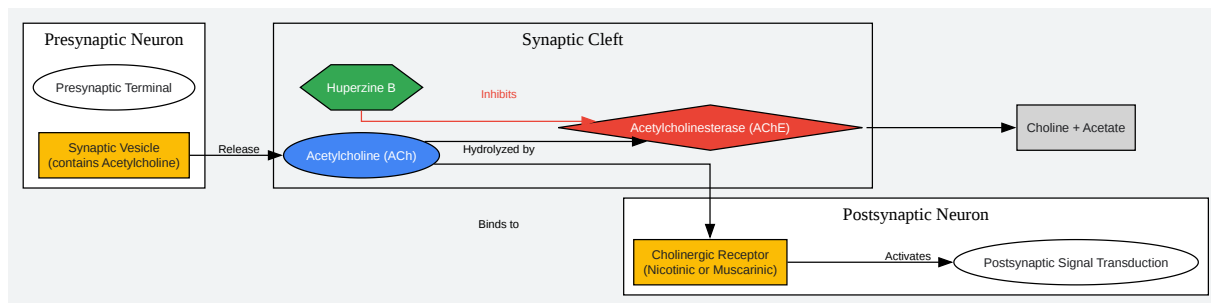 Presynaptic Neuron
Presynaptic Terminal
Synaptic Vesicle
(contains Acetylcholine)
Release
Synaptic Cleft
Huperzine B
Inhibits
Acetylcholine (ACh)
Hydrolyzed by
Acetylcholinesterase (AChE)
Choline + Acetate
Binds to
Postsynaptic Neuron
Cholinergic Receptor
(Nicotinic or Muscarinic)
Activates
Postsynaptic Signal Transduction